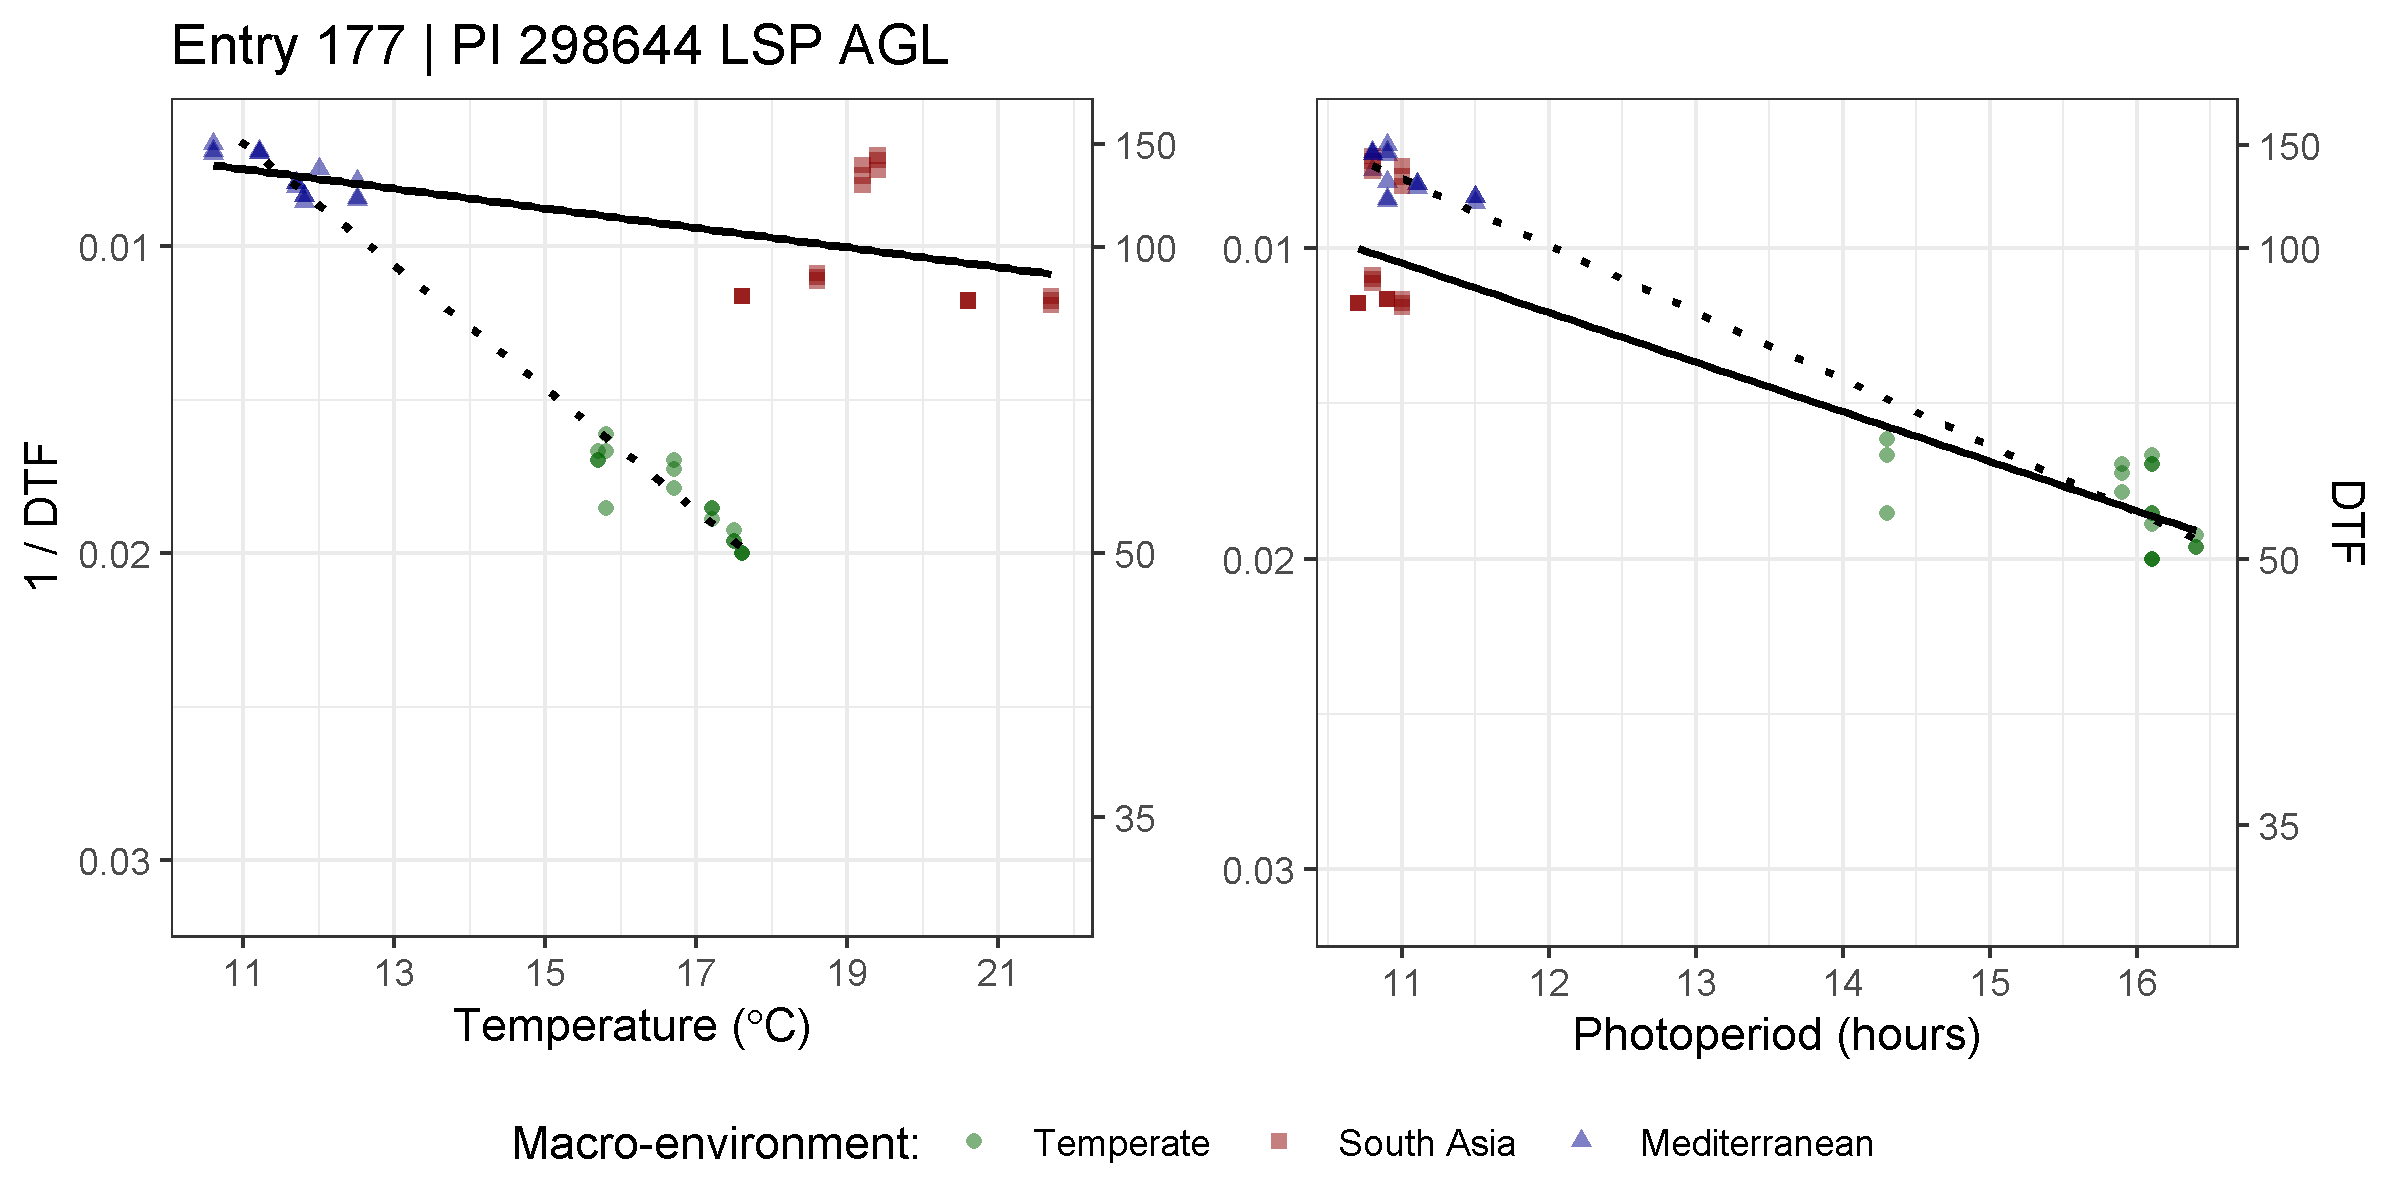 Entry 177 | PI 298644 LSP AGL
1 / DTF
0.01
0.02
0.03
150
100
50
35
11 13 15 17 19 21
Temperature (°C)
0.01
0.02
0.03
150
100
50
35
DTF
11 12 13 14 15 16
Photoperiod (hours)
Macro-environment: Temperate South Asia Mediterranean